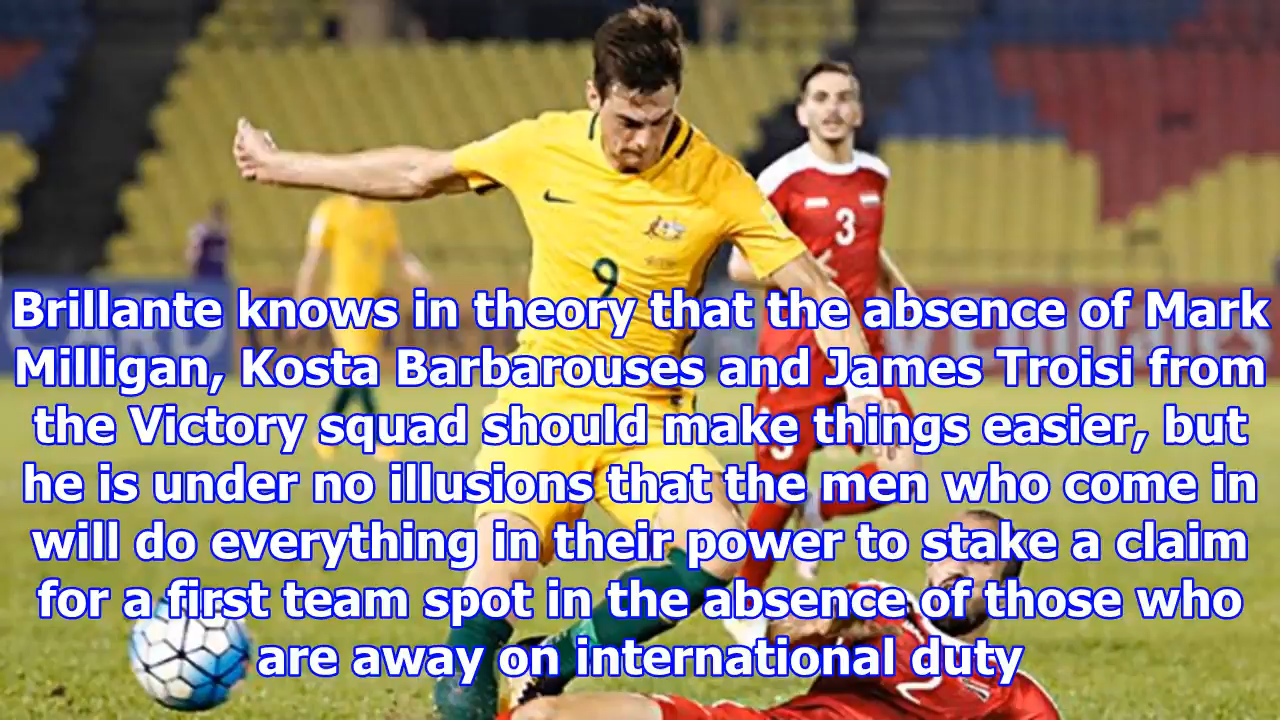 9
3
Brillante knows in theory that the absence of Mark
Milligan, Kosta Barbarouses and James Troisi from
the Victory squad should make things easier, but
he is under no illusions that the men who come in
will do everything in their power to stake a claim
for a first team spot in the absence of those who
are away on international duty